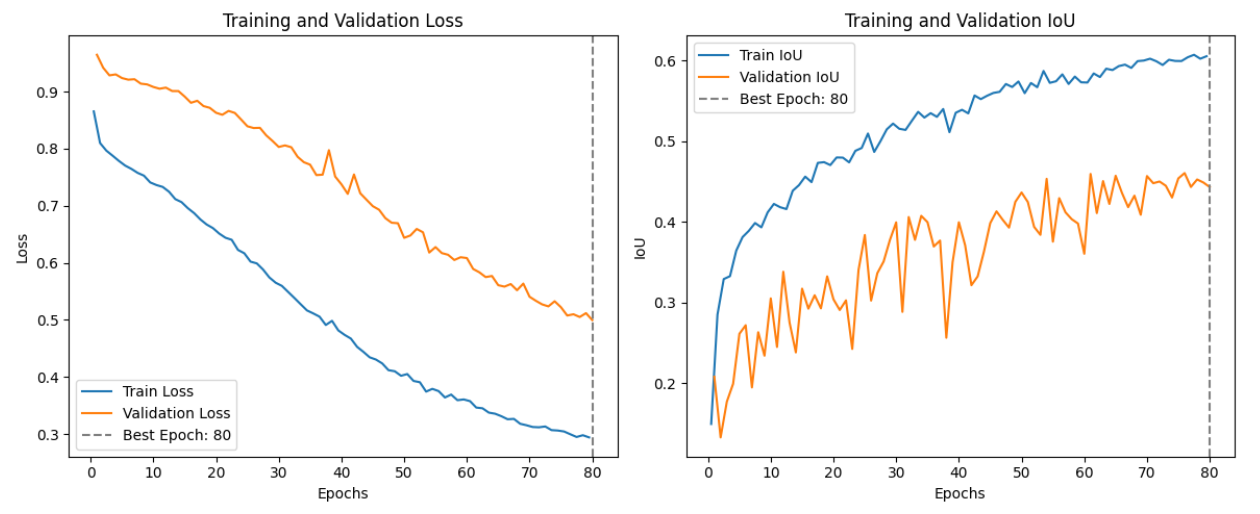 Training and Validation Loss
0.9
0.8
0.7
0.6
0.5
0.4
0.3
Loss
Train Loss
Validation Loss
Best Epoch: 80
0 10 20 30 40 50 60 70 80
Epochs
Training and Validation IoU
Train IoU
Validation IoU
Best Epoch: 80
0.6
0.5
0.4
0.3
0.2
IoU
0 10 20 30 40 50 60 70 80
Epochs